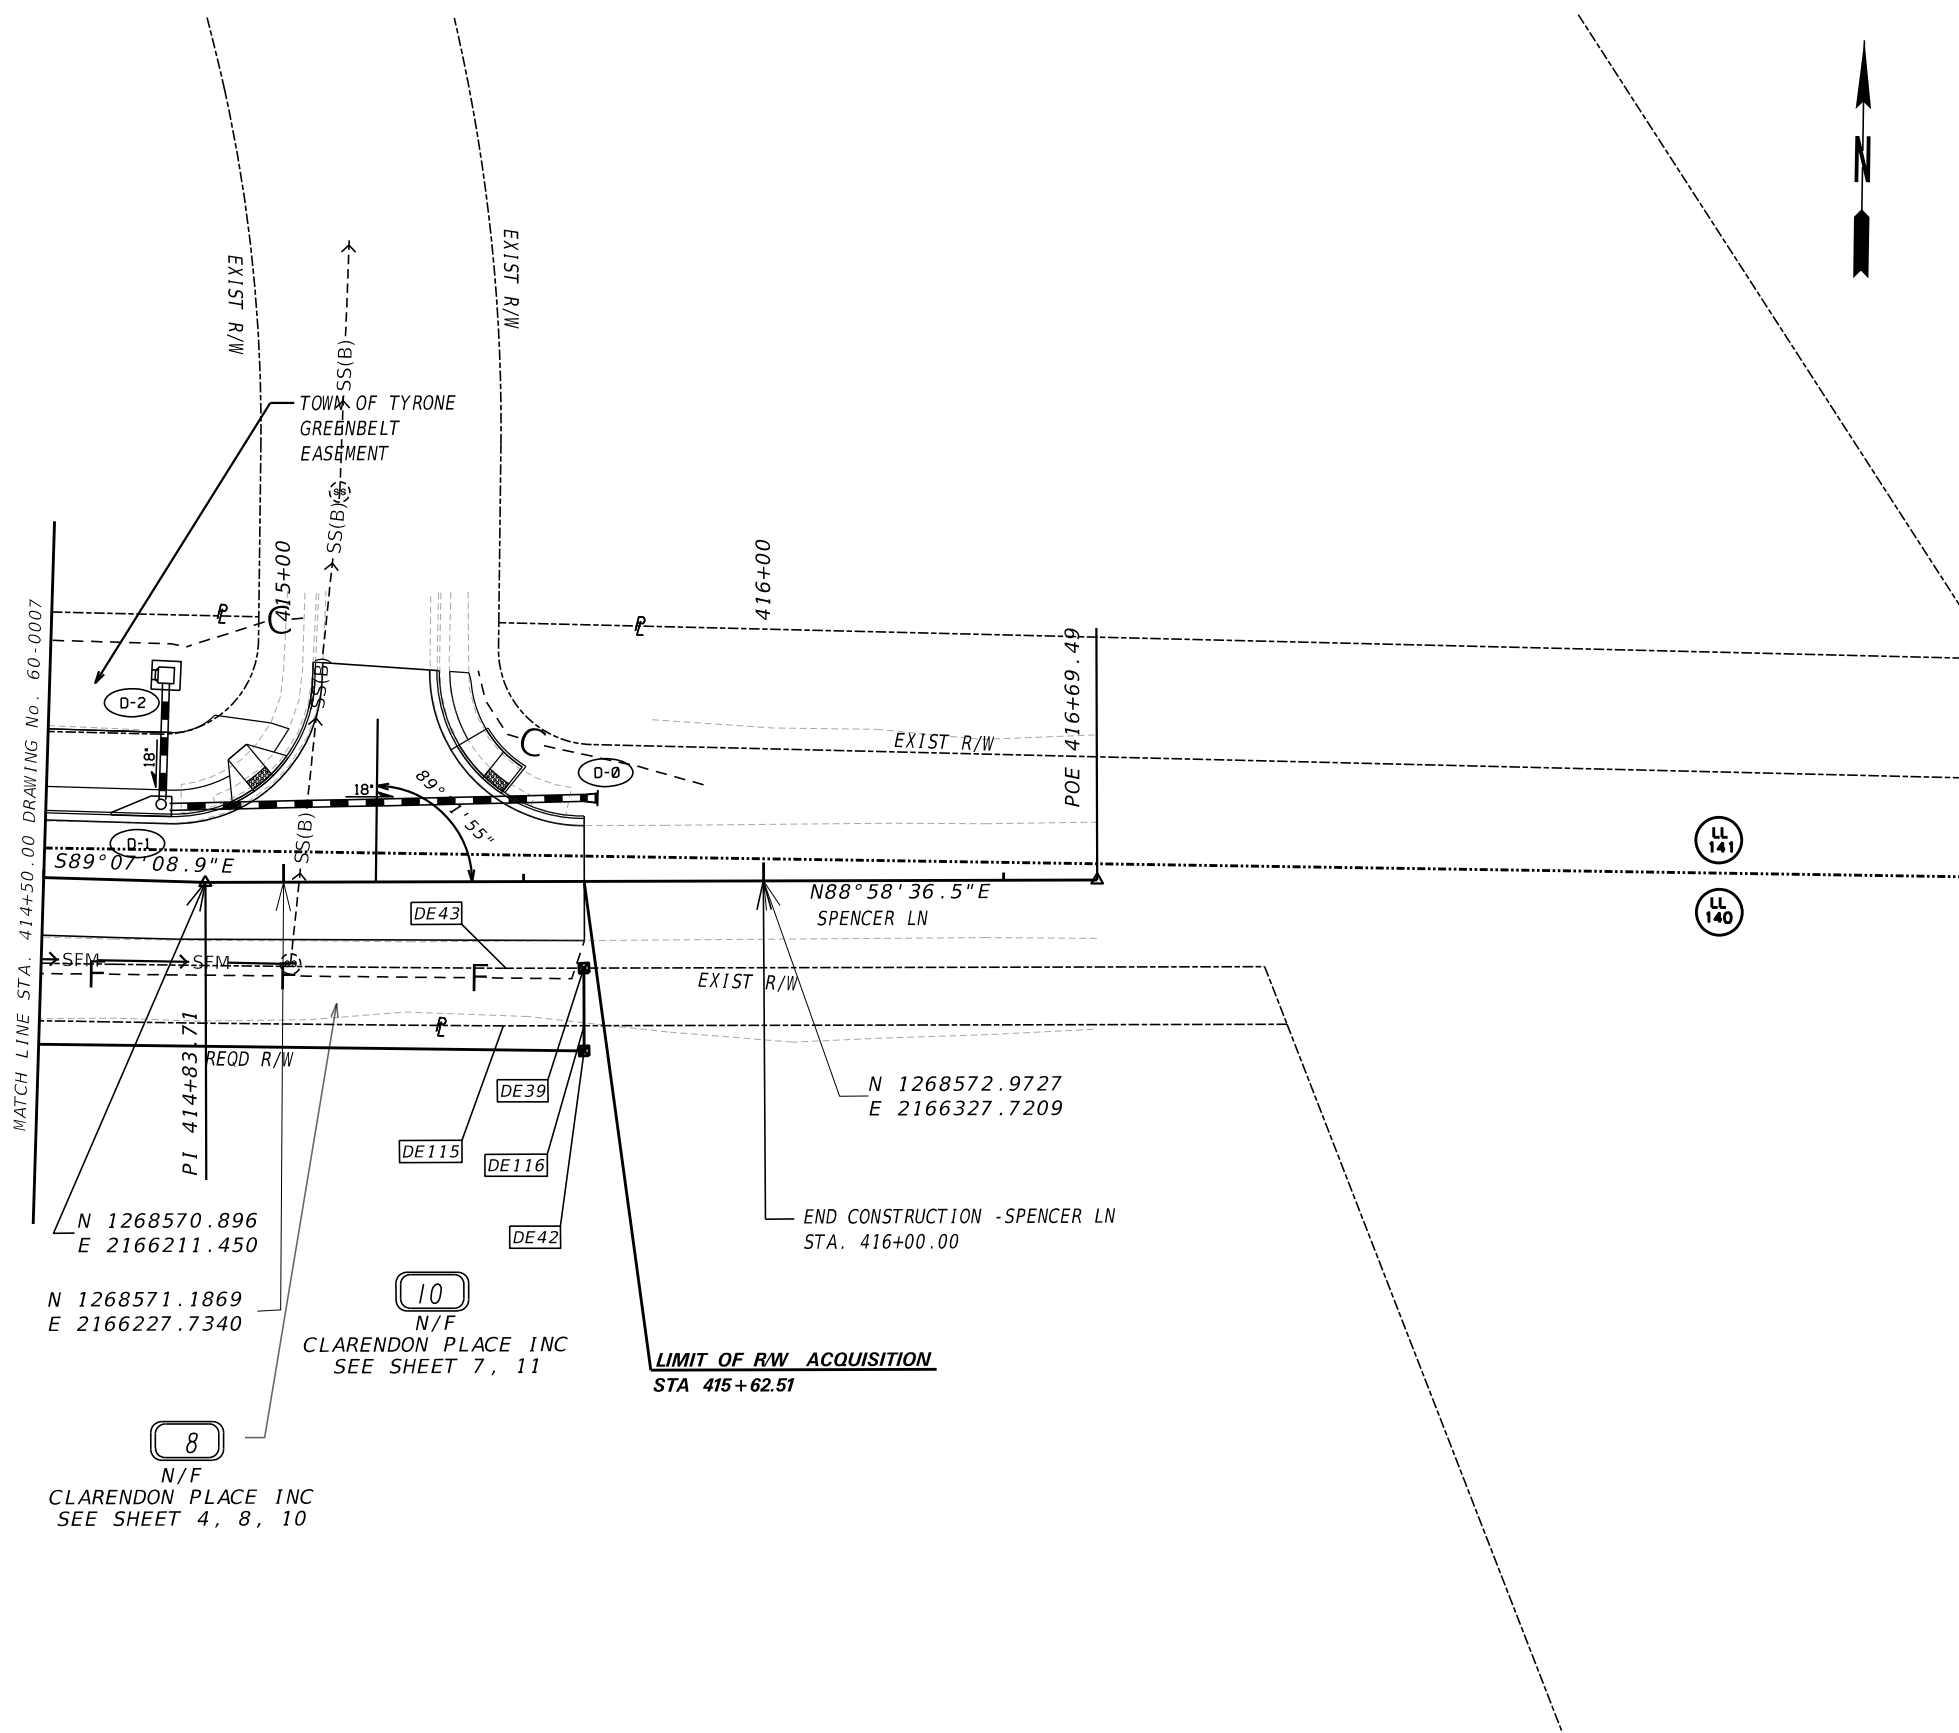 N
EXIST R/W
EXIST R/W
SS(B)
TOWN OF TYRONE
GREENBELT
EASEMENT
SS
SS(B)
415+00
416+00
MATCH LINE STA. 414+50.00 DRAWING No. 60-0007
PL
C
PL
POE 416+69.49
SS(B)
D-2
18"
C
EXIST R/W
D-0
18"
SS(B)
D-1
LL
141
S89°07'08.9"E
N88°58'36.5"E
SPENCER LN
LL
140
DE43
SFM
SFM
F
F
F
EXIST R/W
PL
PI 414+83.71
REQD R/W
DE39
N 1268572.9727
E 2166327.7209
DE115
DE116
DE42
N 1268570.896
E 2166211.450
END CONSTRUCTION -SPENCER LN
STA. 416+00.00
N 1268571.1869
E 2166227.7340
10
N/F
CLARENDON PLACE INC
SEE SHEET 7, 11
LIMIT OF R/W ACQUISITION
STA 415+62.51
8
N/F
CLARENDON PLACE INC
SEE SHEET 4, 8, 10